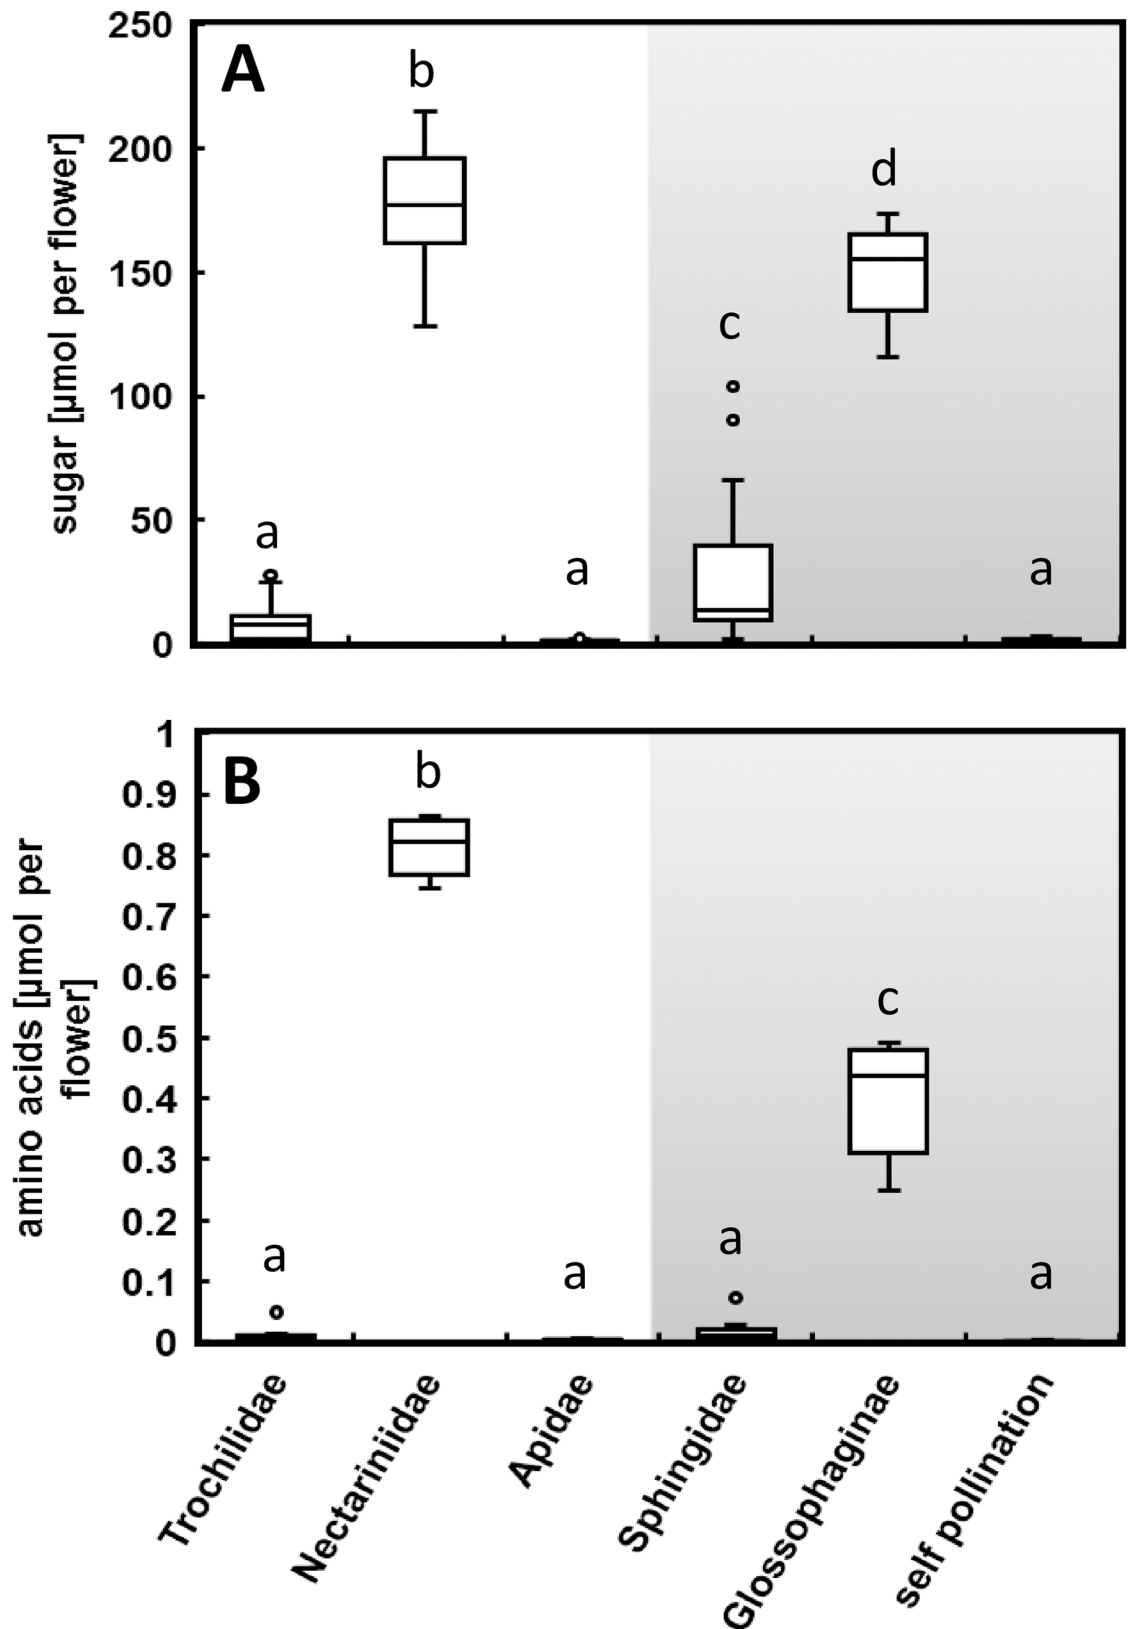 A
sugar [µmol per flower]
250
200
150
100
50
0
a
b
a
c
d
a
B
amino acids [µmol per
flower]
1
0.9
0.8
0.7
0.6
0.5
0.4
0.3
0.2
0.1
0
a
b
a
a
c
a
Trochilidae
Nectariniidae
Apidae
Sphingidae
Glossophaginae
self pollination